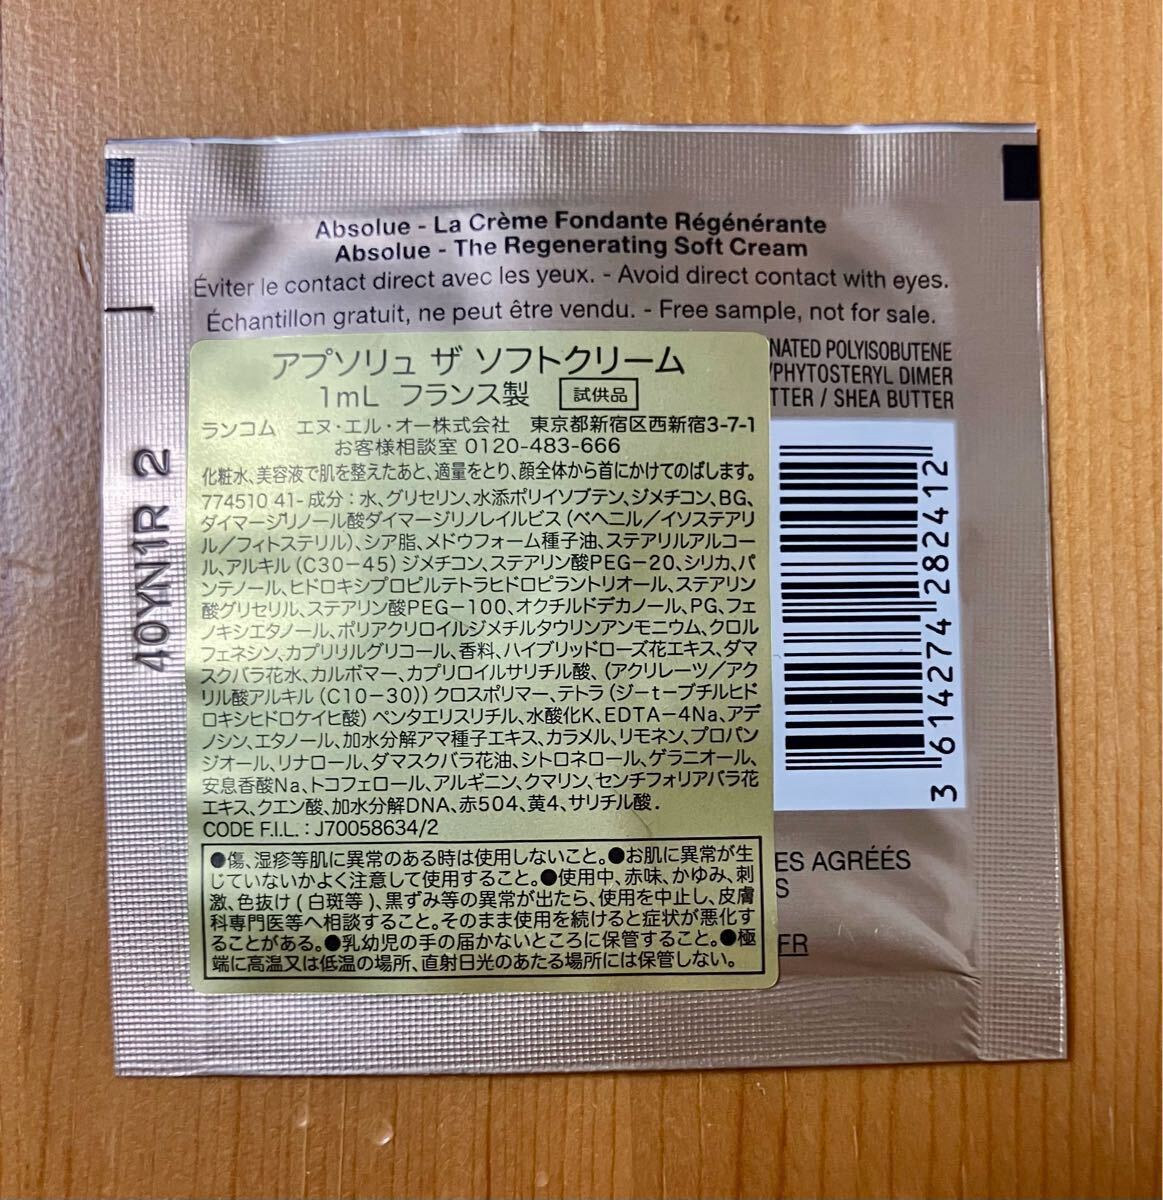 Absolue - La Crème Fondante Régénérante
Absolue - The Regenerating Soft Cream
Éviter le contact direct avec les yeux. - Avoid direct contact with eyes.
Échantillon gratuit, ne peut être vendu. - Free sample, not for sale.
NATED POLYISOBUTENE
/PHYTOSTERYL DIMER
TTER / SHEA BUTTER
アプソリュ ザ ソフトクリーム
1mL フランス製 試供品
ランコム エヌ・エル・オー株式会社 東京都新宿区西新宿3-7-1
お客様相談室 0120-483-666
化粧水、美容液で肌を整えたあと、適量をとり、顔全体から首にかけてのばします。
774510 41- 成分：水、グリセリン、水添ポリイソブテン、ジメチコン、BG、
ダイマージリノール酸ダイマージリノレイルビス（ベヘニル／イソステアリ
ル／フィトステリル）、シア脂、メドウフォーム種子油、ステアリルアルコー
ル、アルキル（C30－45）ジメチコン、ステアリン酸PEG－20、シリカ、パ
ンテノール、ヒドロキシプロピルテトラヒドロピラントリオール、ステアリン
酸グリセリル、ステアリン酸PEG－100、オクチルドデカノール、PG、フェ
ノキシエタノール、ポリアクリロイルジメチルタウリンアンモニウム、クロル
フェネシン、カプリリルグリコール、香料、ハイブリッドローズ花エキス、ダマ
スクバラ花水、カルボマー、カプリロイルサリチル酸、（アクリレーツ／アク
リル酸アルキル（C10－30））クロスポリマー、テトラ（ジーtーブチルヒド
ロキシヒドロケイヒ酸）ペンタエリスリチル、水酸化K、EDTA－4Na、アデ
ノシン、エタノール、加水分解アマ種子エキス、カラメル、リモネン、プロパン
ジオール、リナロール、ダマスクバラ花油、シトロネロール、ゲラニオール、
安息香酸Na、トコフェロール、アルギニン、クマリン、センチフォリアバラ花
エキス、クエン酸、加水分解DNA、赤504、黄4、サリチル酸．
CODE F.I.L.：J70058634/2
●傷、湿疹等肌に異常のある時は使用しないこと。●お肌に異常が生
じていないかよく注意して使用すること。●使用中、赤味、かゆみ、刺
激、色抜け（白斑等）、黒ずみ等の異常が出たら、使用を中止し、皮膚
科専門医等へ相談すること。そのまま使用を続けると症状が悪化す
ることがある。●乳幼児の手の届かないところに保管すること。●極
端に高温又は低温の場所、直射日光のあたる場所には保管しない。
3 614274 282412
ES AGRÉÉS
S
FR
40YN1R 2